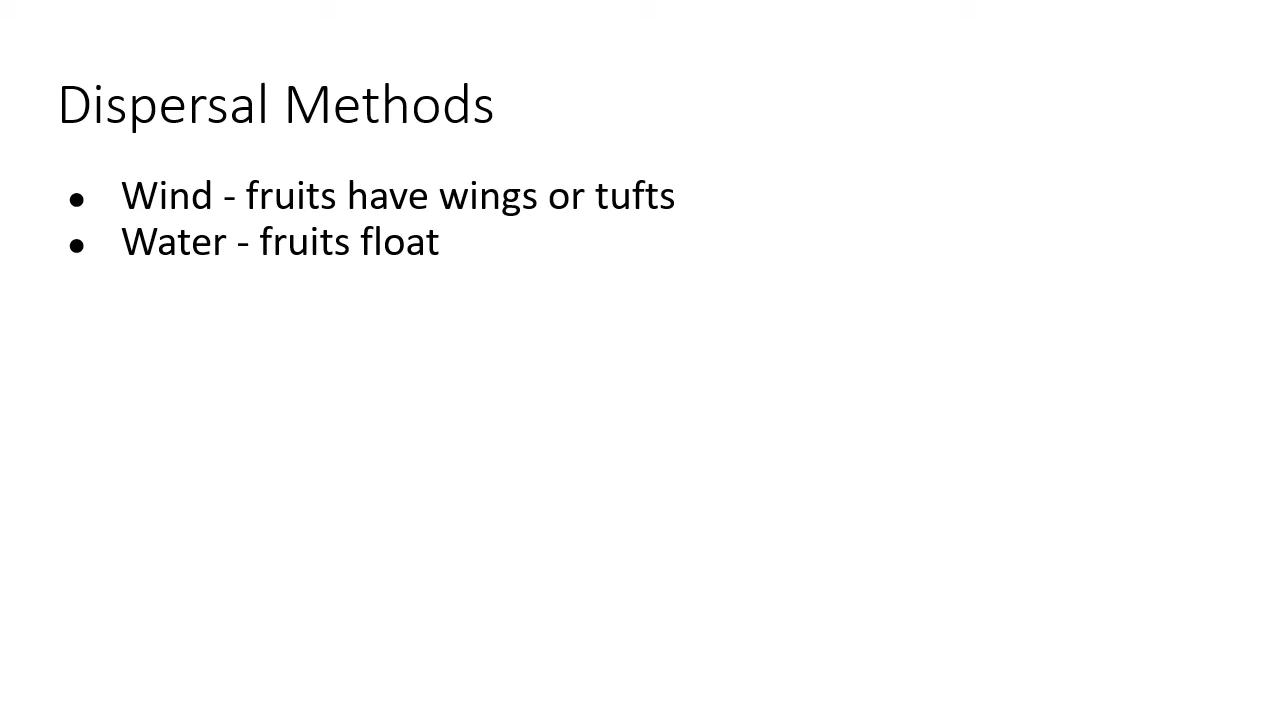 Dispersal Methods
● Wind - fruits have wings or tufts
● Water - fruits float